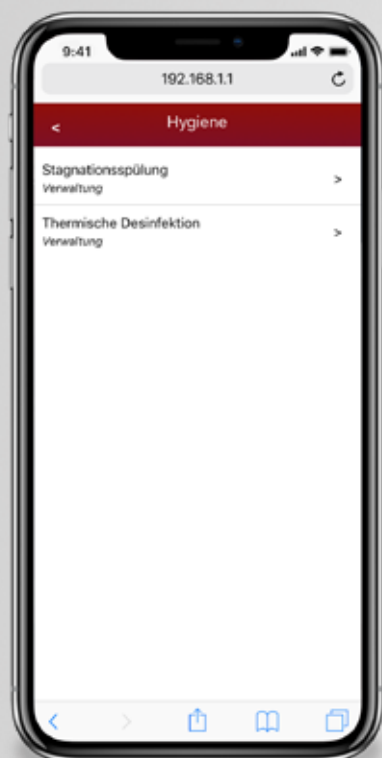 9:41
192.168.1.1
<
Hygiene
Stagnationsspülung
Verwaltung
>
Thermische Desinfektion
Verwaltung
>